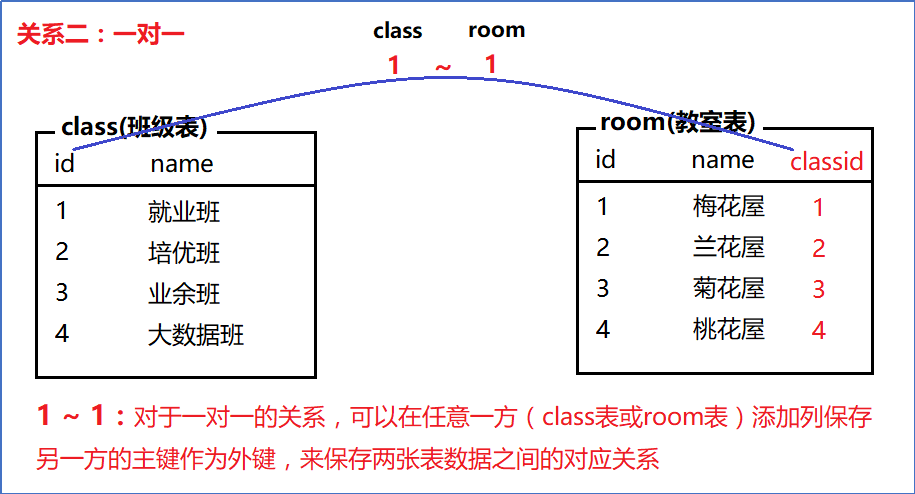 关系二：一对一
class room
1 ~ 1
class(班级表) room(教室表)
id name id name classid
1 就业班 1 梅花屋 1
2 培优班 2 兰花屋 2
3 业余班 3 菊花屋 3
4 大数据班 4 桃花屋 4
1 ~ 1：对于一对一的关系，可以在任意一方（class表或room表）添加列保存
另一方的主键作为外键，来保存两张表数据之间的对应关系